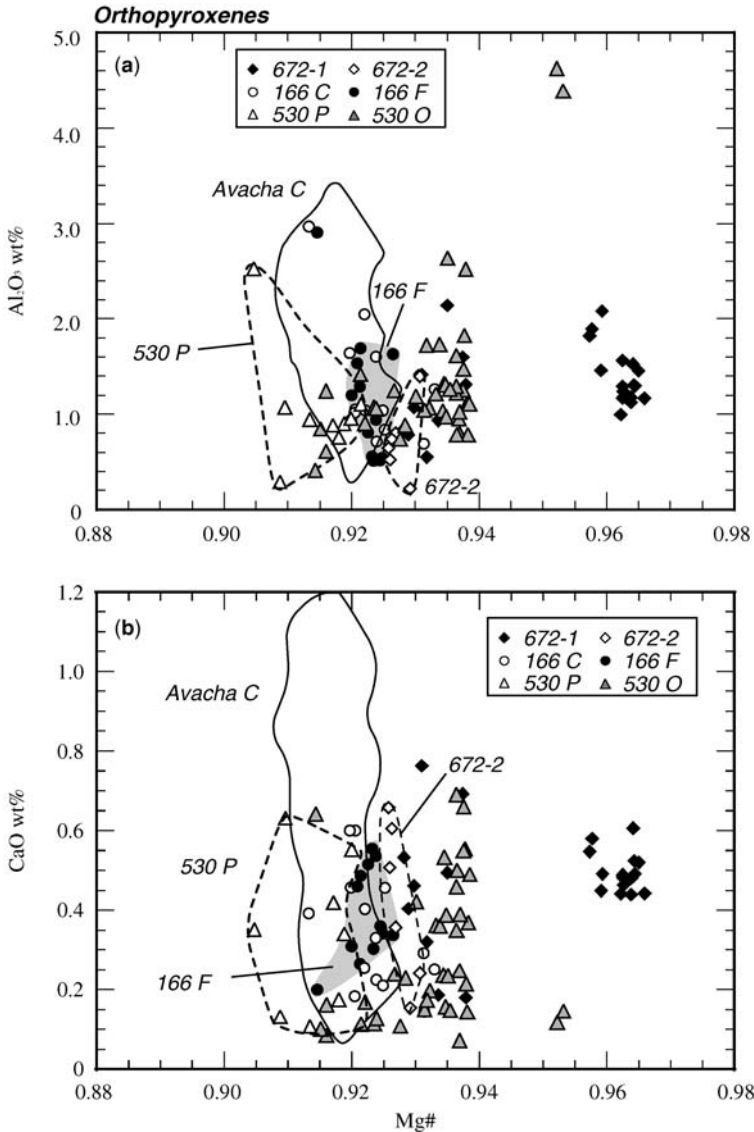 Orthopyroxenes
(a)
672-1 672-2
166 C 166 F
530 P 530 O
Avacha C
166 F
530 P
672-2
Al₂O₃ wt%
5.0
4.0
3.0
2.0
1.0
0
0.88 0.90 0.92 0.94 0.96 0.98
(b)
672-1 672-2
166 C 166 F
530 P 530 O
Avacha C
672-2
530 P
166 F
CaO wt%
1.2
1.0
0.8
0.6
0.4
0.2
0
0.88 0.90 0.92 0.94 0.96 0.98
Mg#